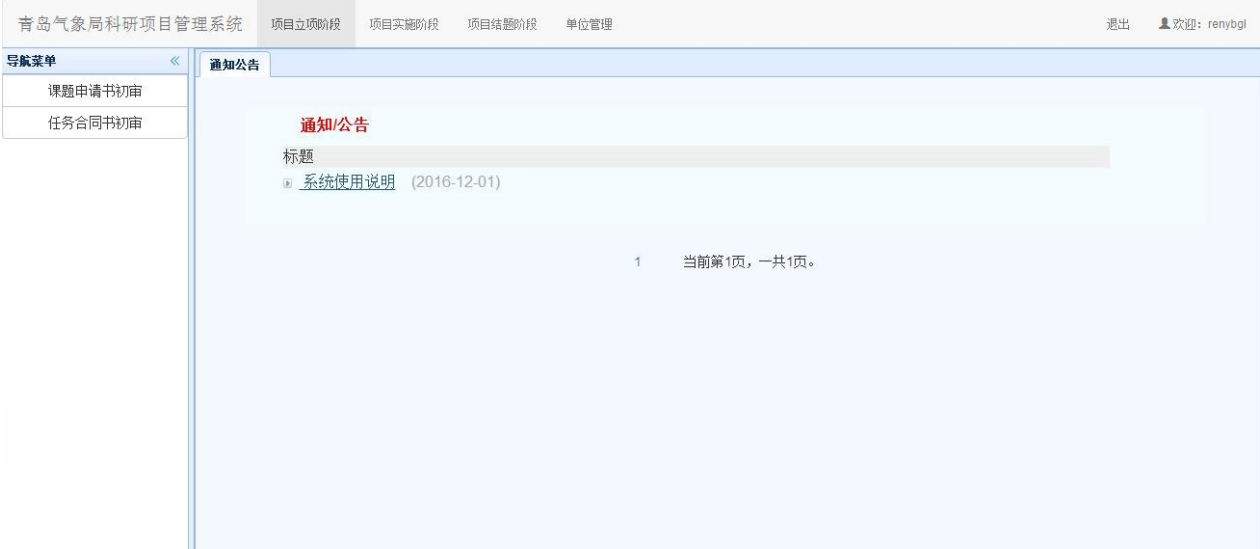 青岛气象局科研项目管理系统 项目立项阶段 项目实施阶段 项目结题阶段 单位管理 退出 欢迎：renybgl
导航菜单 «
课题申请书初审
任务合同书初审
通知公告
通知/公告
标题
系统使用说明 (2016-12-01)
1 当前第1页，一共1页。